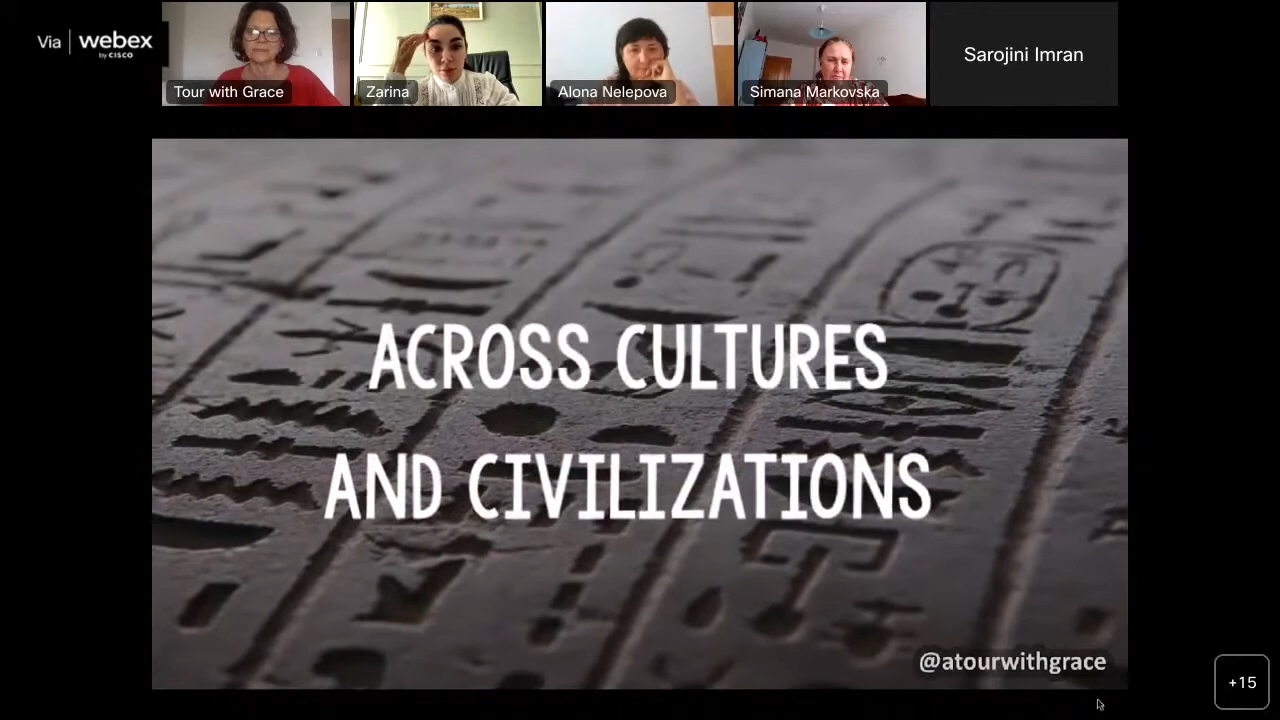 Via | webex
by CISCO
Tour with Grace
Zarina
Alona Nelepova
Simana Markovska
Sarojini Imran
ACROSS CULTURES
AND CIVILIZATIONS
@atourwithgrace
+15